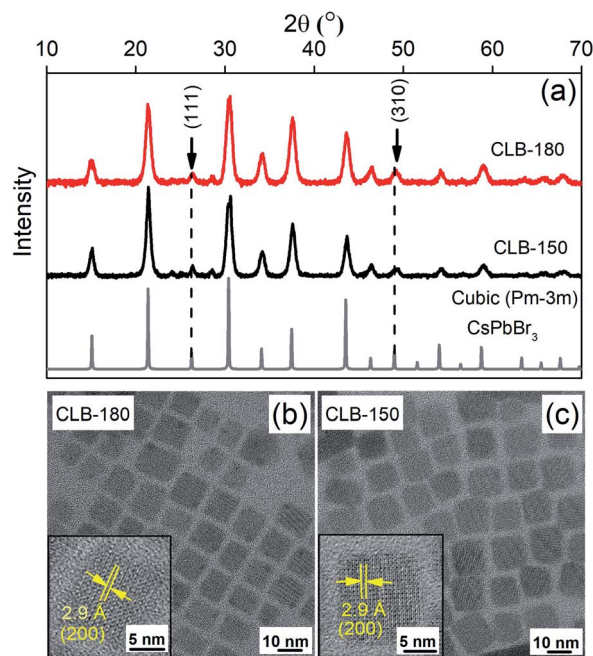 2θ (°)
10 20 30 40 50 60 70
(a)
(111)
(310)
CLB-180
Intensity
CLB-150
Cubic (Pm-3m)
CsPbBr3
CLB-180
(b)
2.9 Å
(200)
5 nm
10 nm
CLB-150
(c)
2.9 Å
(200)
5 nm
10 nm